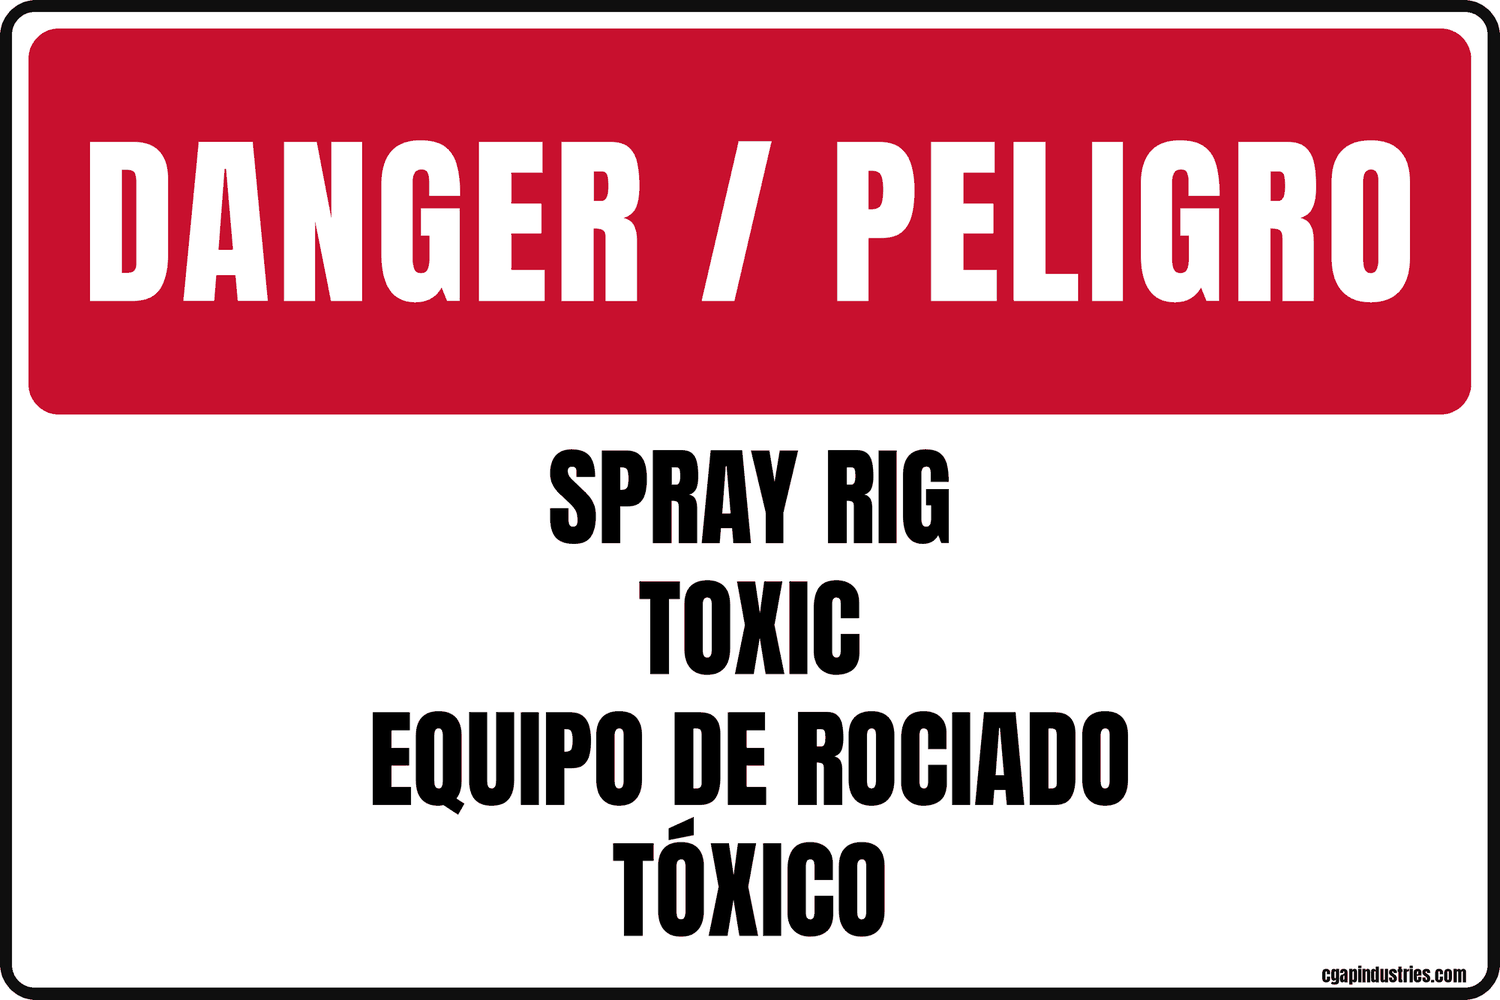 DANGER / PELIGRO
SPRAY RIG
TOXIC
EQUIPO DE ROCIADO
TÓXICO
cgapindustries.com